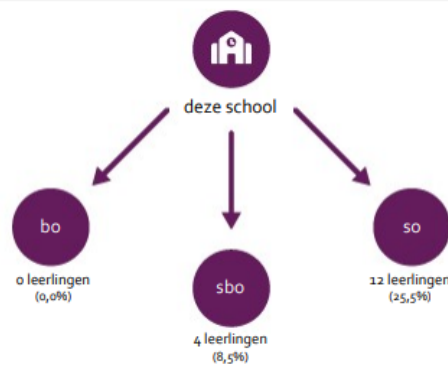 deze school
bo
0 leerlingen
(0,0%)
sbo
4 leerlingen
(8,5%)
so
12 leerlingen
(25,5%)